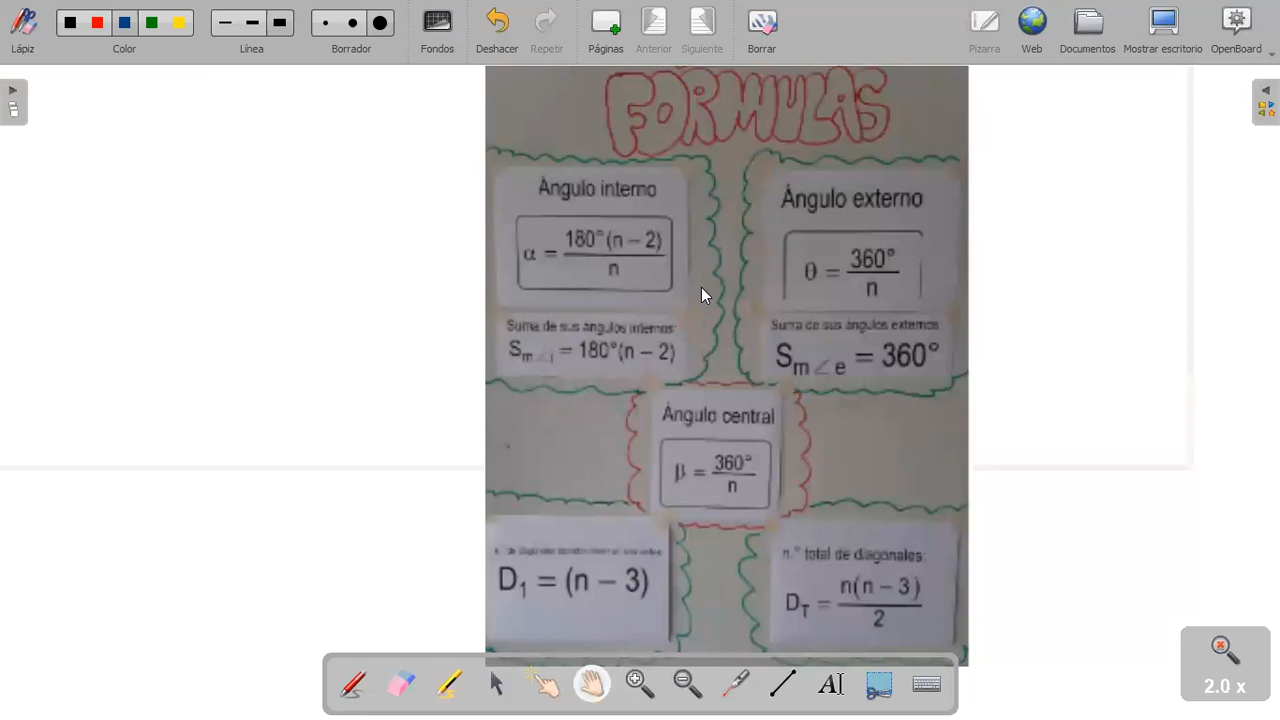 Lápiz
Color
Línea
Borrador
Fondos
Deshacer
Repetir
Páginas
Anterior
Siguiente
Borrar
Pizarra
Web
Documentos
Mostrar escritorio
OpenBoard
FORMULAS
Ángulo interno
α = 180°(n − 2) / n
Suma de sus ángulos internos:
Sm∠i = 180°(n − 2)
Ángulo externo
θ = 360° / n
Suma de sus ángulos externos:
Sm∠e = 360°
Ángulo central
β = 360° / n
D1 = (n − 3)
n.° total de diagonales:
DT = n(n − 3) / 2
2.0 x